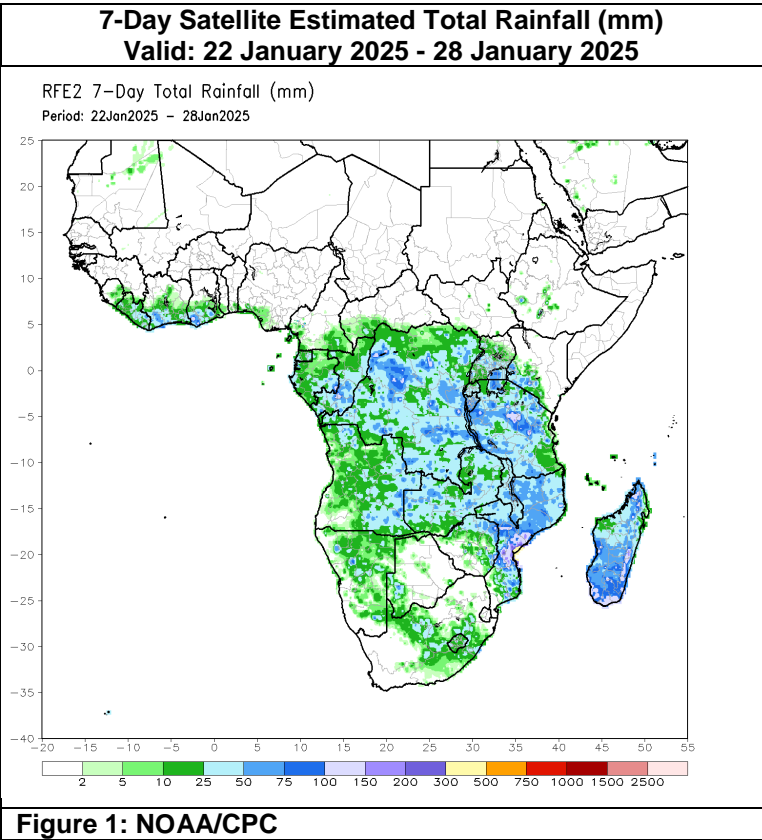 7-Day Satellite Estimated Total Rainfall (mm)
Valid: 22 January 2025 - 28 January 2025
RFE2 7-Day Total Rainfall (mm)
Period: 22Jan2025 – 28Jan2025
25
20
15
10
5
0
−5
−10
−15
−20
−25
−30
−35
−40
−20 −15 −10 −5 0 5 10 15 20 25 30 35 40 45 50 55
2 5 10 25 50 75 100 150 200 300 500 750 1000 1500 2500
Figure 1: NOAA/CPC